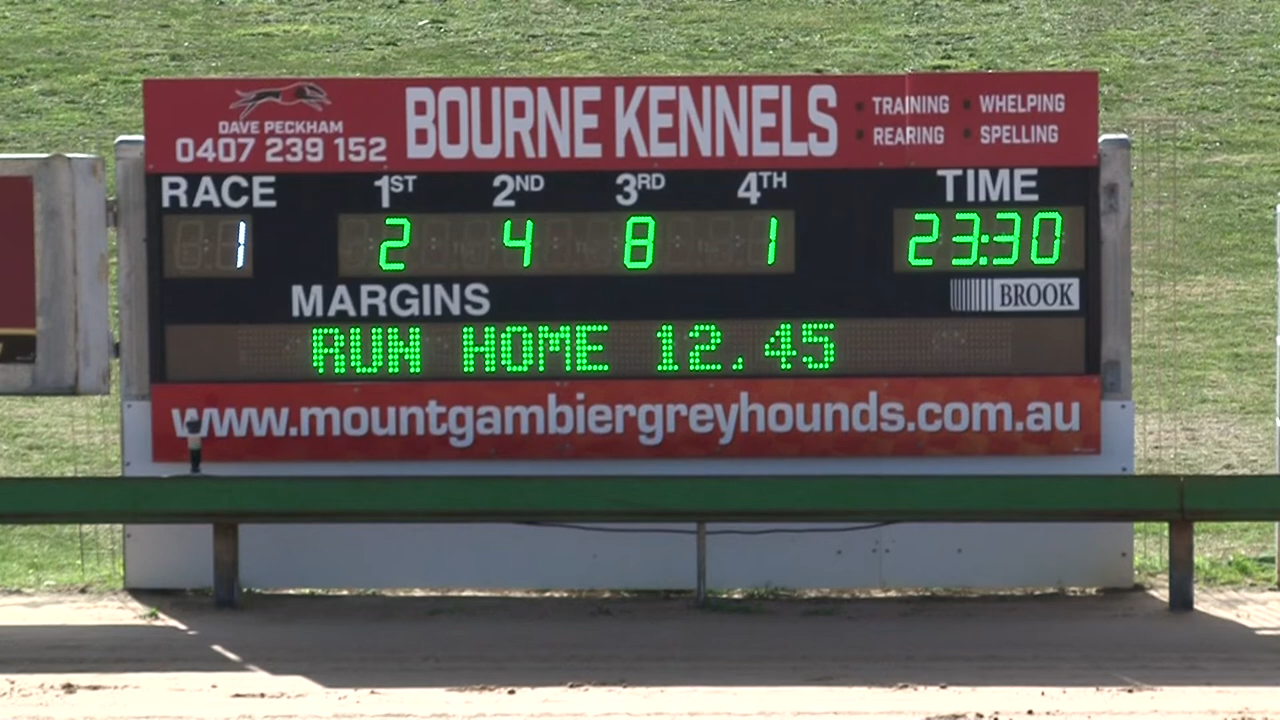 DAVE PECKHAM
0407 239 152
BOURNE KENNELS
TRAINING
WHELPING
REARING
SPELLING
RACE 1ST 2ND 3RD 4TH TIME
1 2 4 8 1 23:30
MARGINS
BROOK
RUN HOME 12.45
www.mountgambiergreyhounds.com.au